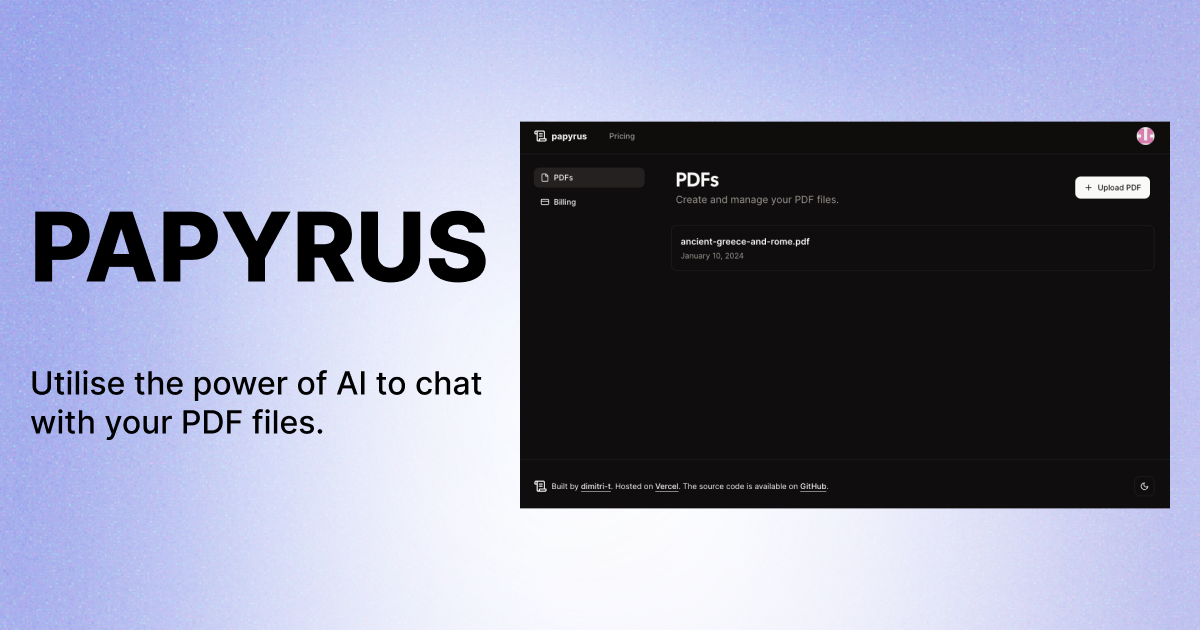 PAPYRUS
Utilise the power of AI to chat
with your PDF files.
papyrus
Pricing
PDFs
Billing
PDFs
Create and manage your PDF files.
+ Upload PDF
ancient-greece-and-rome.pdf
January 10, 2024
Built by dimitri-t. Hosted on Vercel. The source code is available on GitHub.